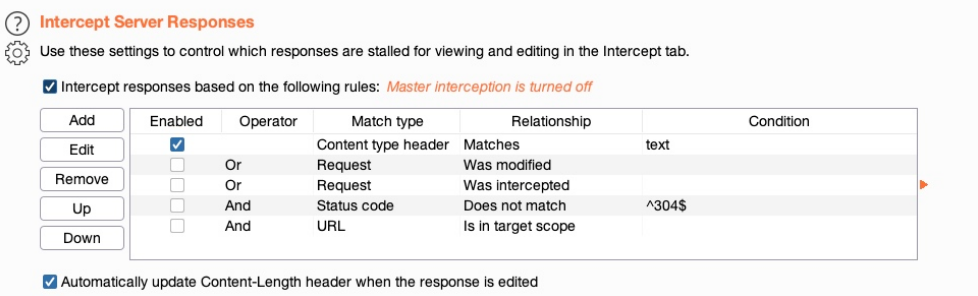 Intercept Server Responses
Use these settings to control which responses are stalled for viewing and editing in the Intercept tab.
Intercept responses based on the following rules: Master interception is turned off
Add
Edit
Remove
Up
Down
Enabled Operator Match type Relationship Condition
Content type header Matches text
Or Request Was modified
Or Request Was intercepted
And Status code Does not match ^304$
And URL Is in target scope
Automatically update Content-Length header when the response is edited